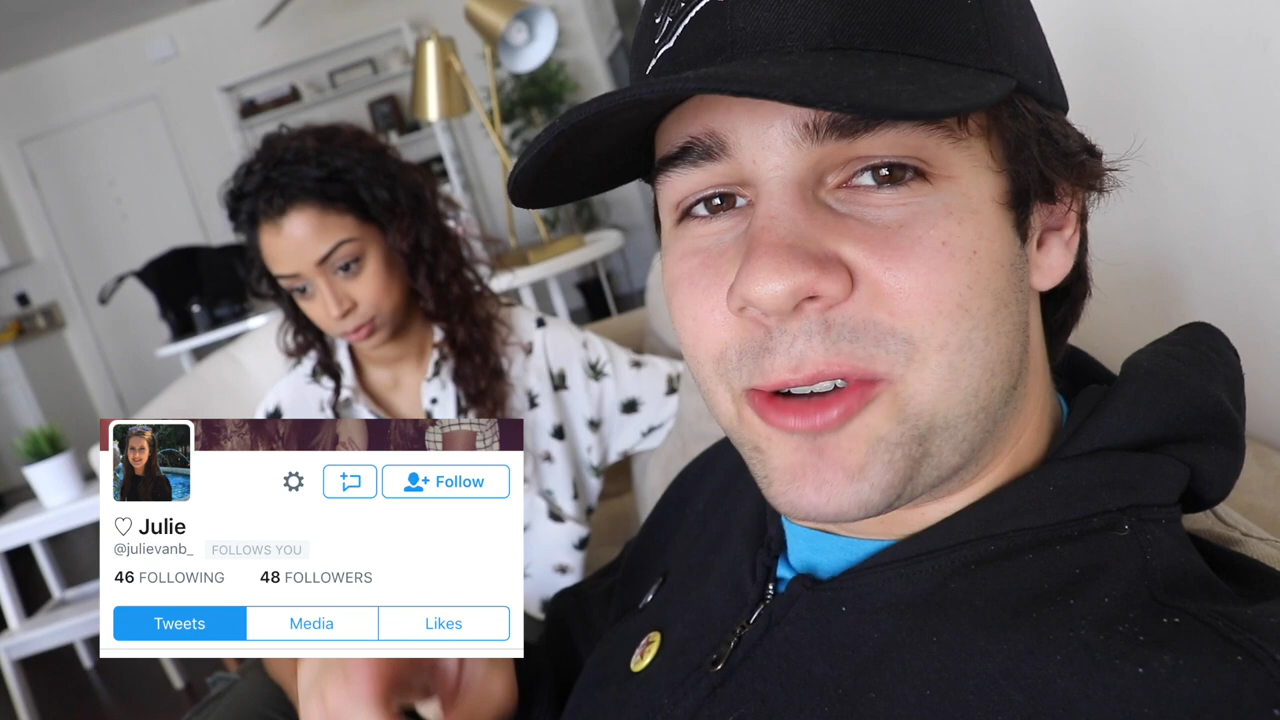 Follow
♡ Julie
@julievanb_ FOLLOWS YOU
46 FOLLOWING 48 FOLLOWERS
Tweets Media Likes